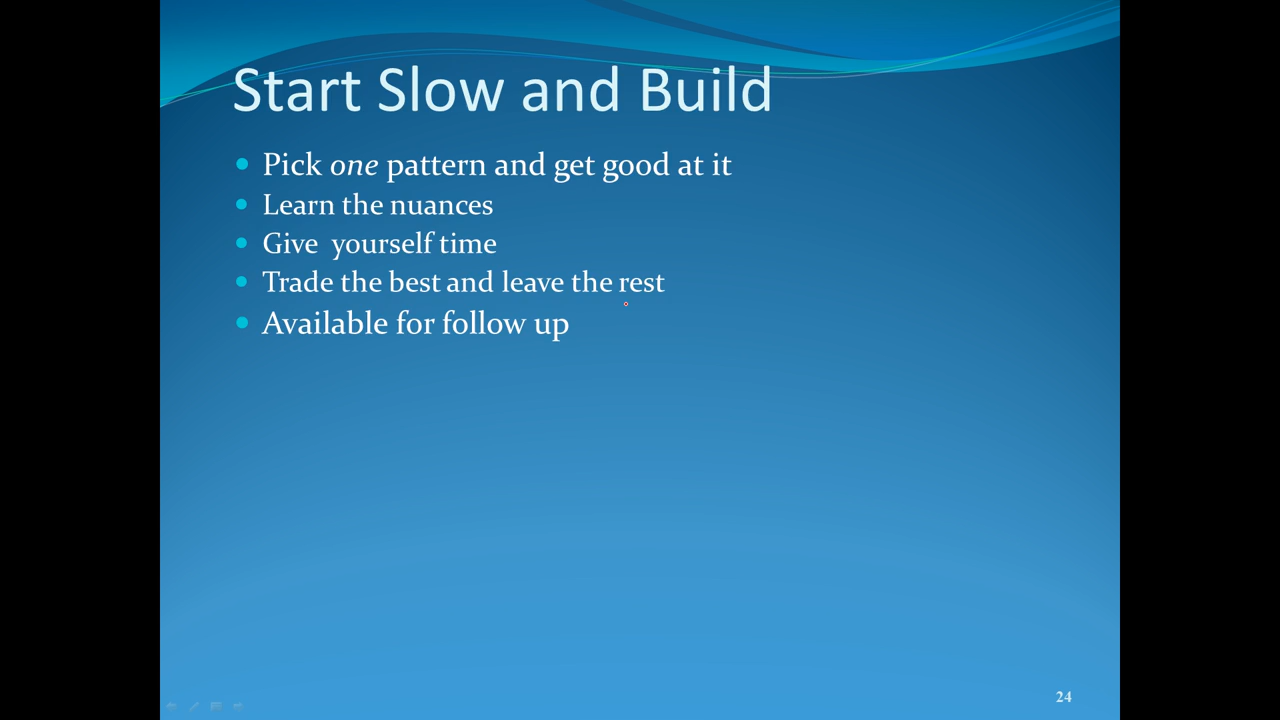 Start Slow and Build
Pick one pattern and get good at it
Learn the nuances
Give  yourself time
Trade the best and leave the rest
Available for follow up
24